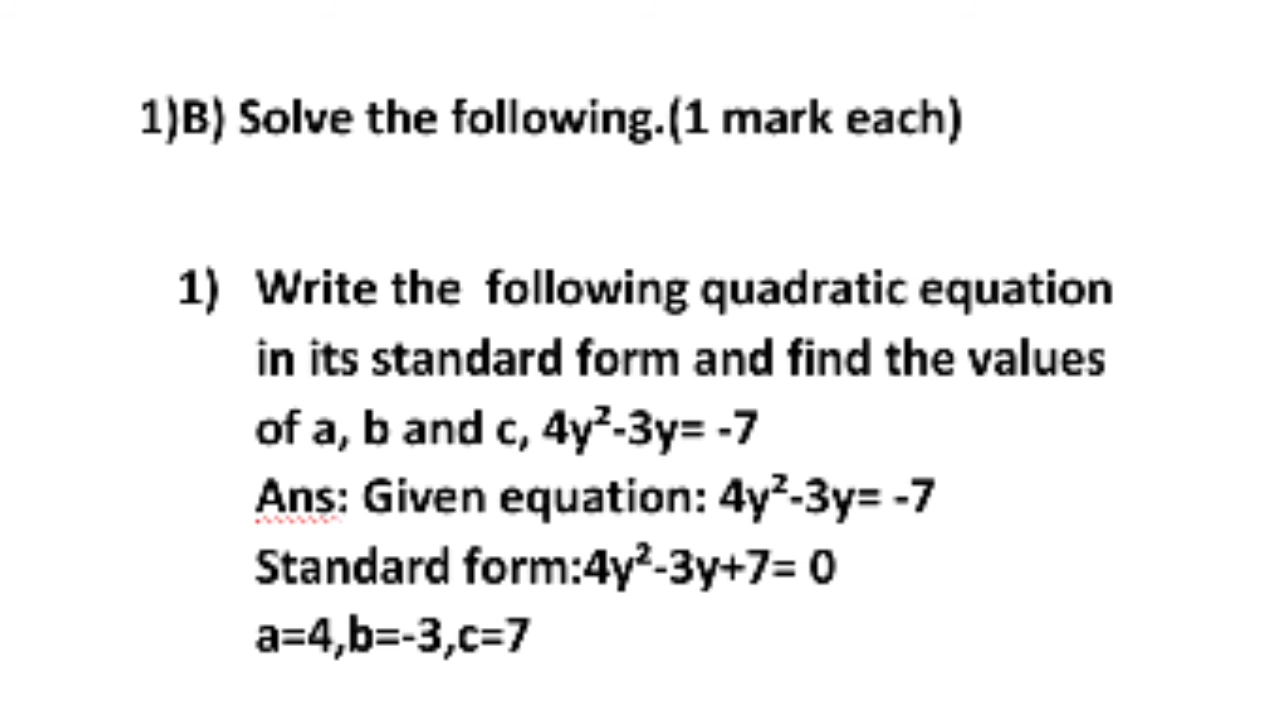 1)B) Solve the following.(1 mark each)
1) Write the following quadratic equation
in its standard form and find the values
of a, b and c, 4y²-3y= -7
Ans: Given equation: 4y²-3y= -7
Standard form:4y²-3y+7= 0
a=4,b=-3,c=7